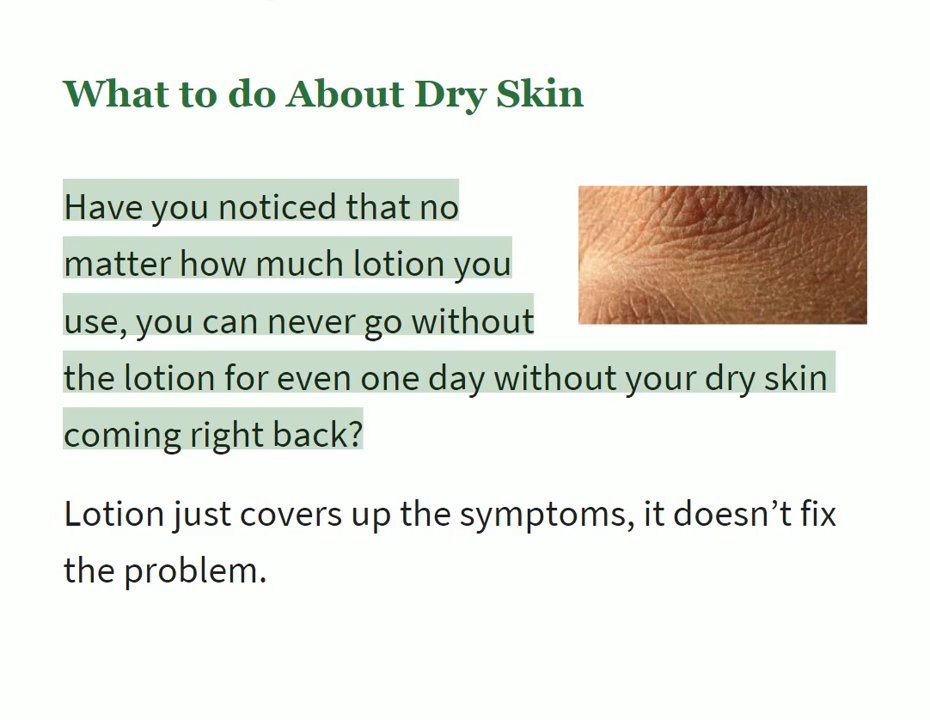 What to do About Dry Skin
Have you noticed that no
matter how much lotion you
use, you can never go without
the lotion for even one day without your dry skin
coming right back?
Lotion just covers up the symptoms, it doesn’t fix
the problem.